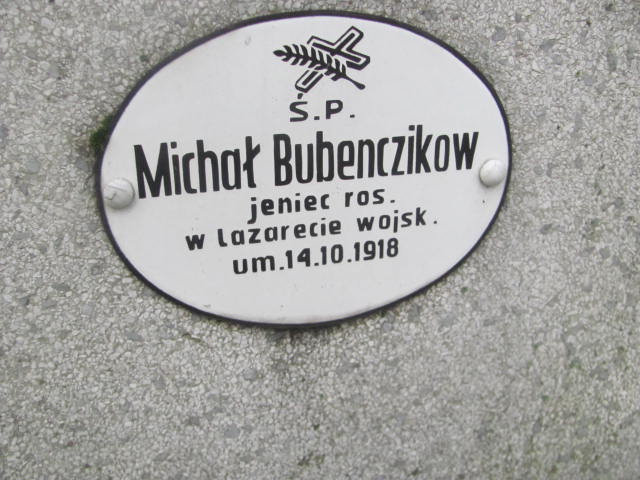 Ś.P.
Michał Bubenczikow
jeniec ros.
w lazarecie wojsk.
um.14.10.1918